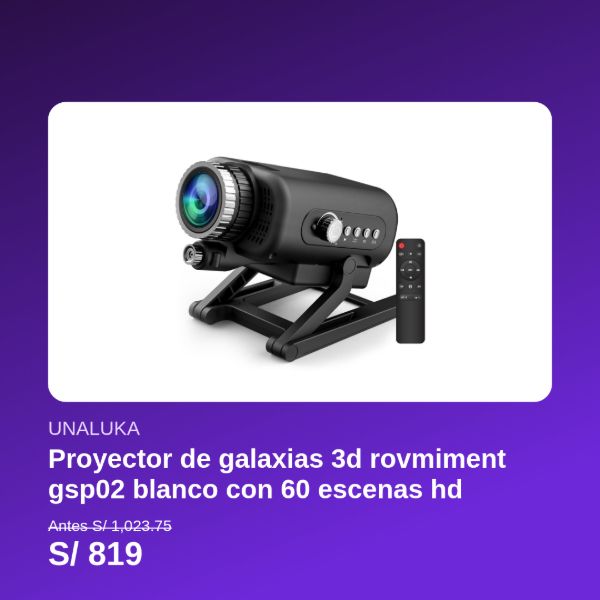 UNALUKA
Proyector de galaxias 3d rovmiment
gsp02 blanco con 60 escenas hd
Antes S/ 1,023.75
S/ 819